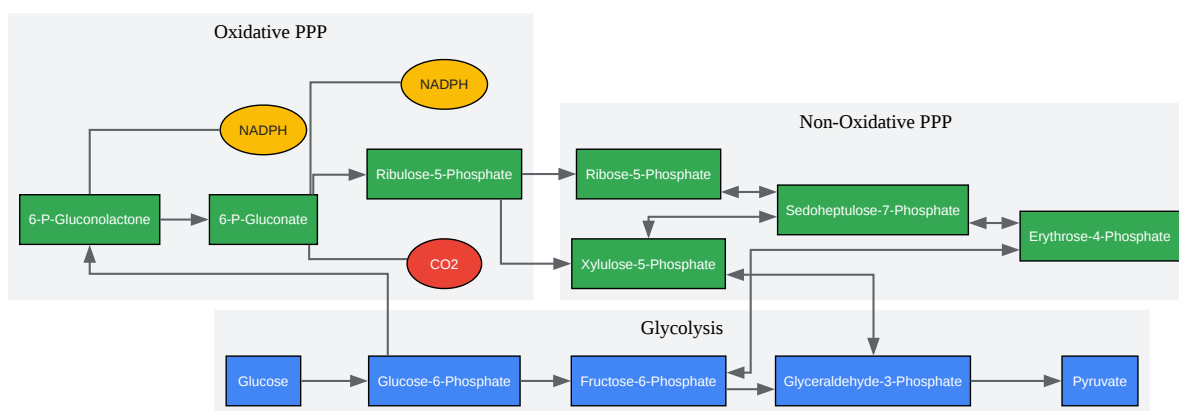 Oxidative PPP
NADPH
NADPH
Non-Oxidative PPP
Ribulose-5-Phosphate
Ribose-5-Phosphate
6-P-Gluconolactone
6-P-Gluconate
Sedoheptulose-7-Phosphate
Erythrose-4-Phosphate
CO2
Xylulose-5-Phosphate
Glycolysis
Glucose
Glucose-6-Phosphate
Fructose-6-Phosphate
Glyceraldehyde-3-Phosphate
Pyruvate